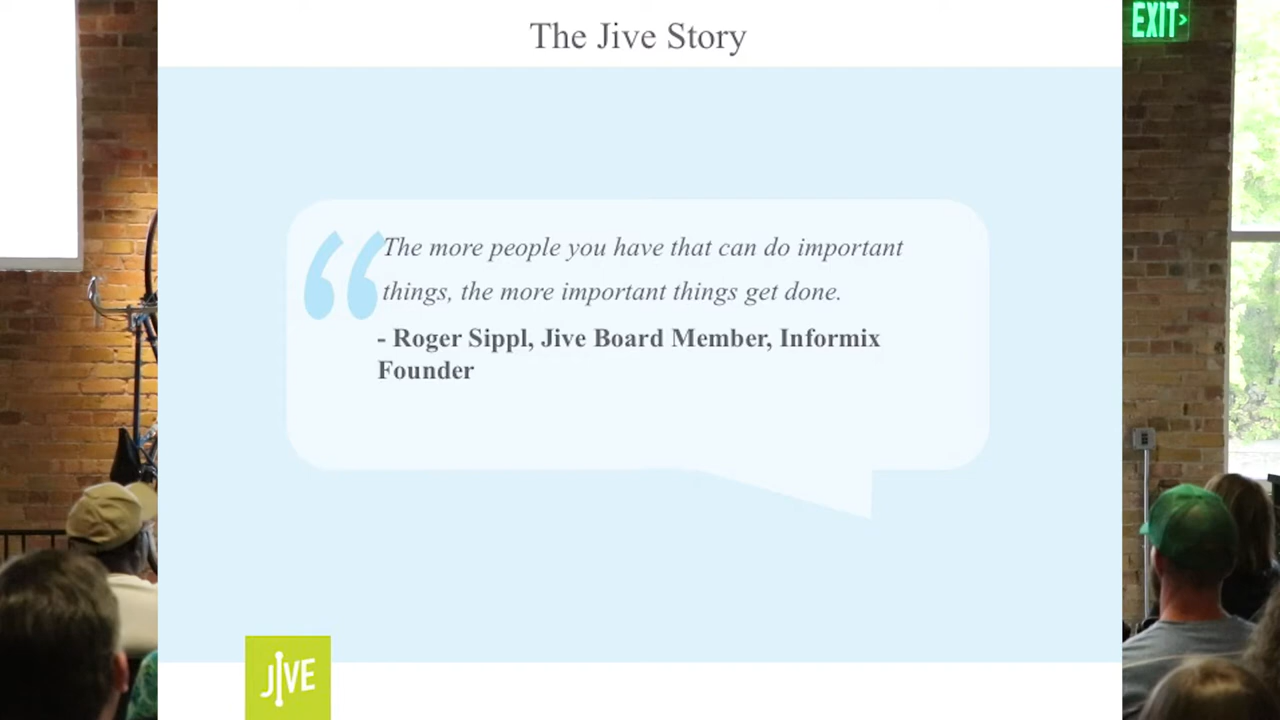 The Jive Story
EXIT
The more people you have that can do important
things, the more important things get done.
- Roger Sippl, Jive Board Member, Informix
Founder
JIVE